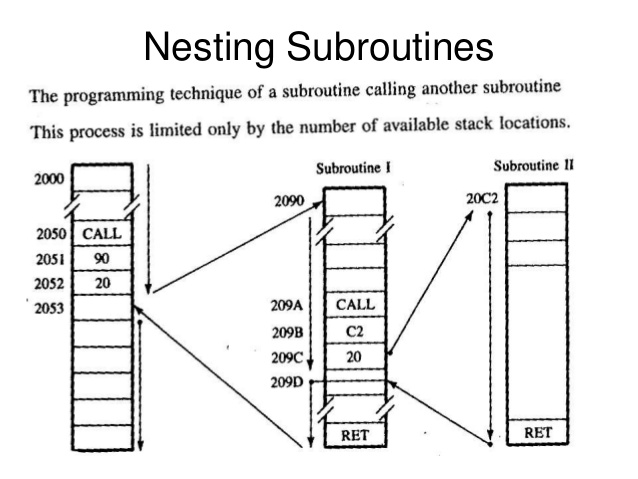 Nesting Subroutines
The programming technique of a subroutine calling another subroutine
This process is limited only by the number of available stack locations.
Subroutine I
Subroutine II
2000
2090
20C2
2050 CALL
2051 90
2052 20
2053
209A CALL
209B C2
209C 20
209D
RET
RET